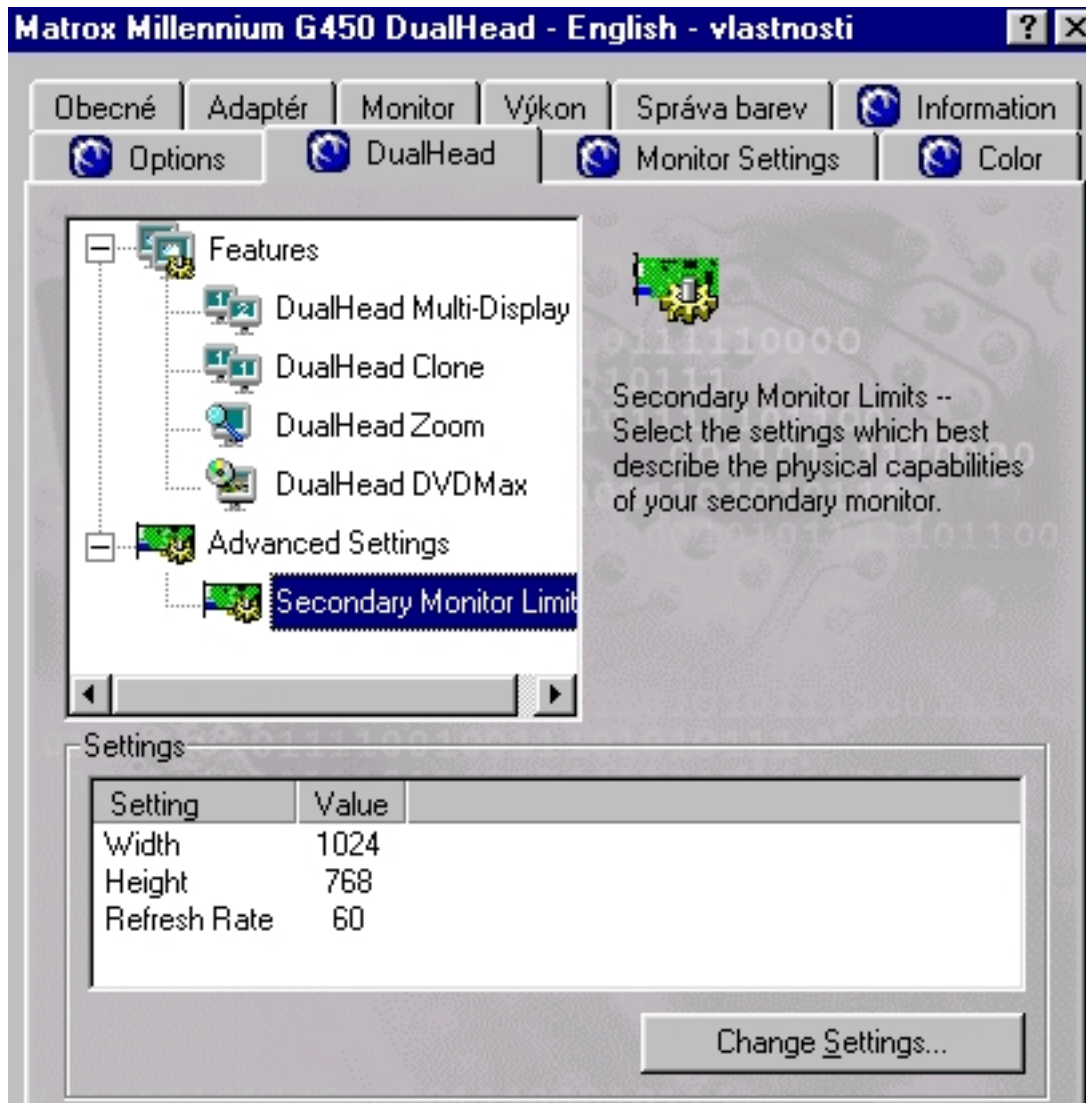 Matrox Millennium G450 DualHead - English - vlastnosti
Obecné Adaptér Monitor Výkon Správa barev Information
Options DualHead Monitor Settings Color
Features
DualHead Multi-Display
DualHead Clone
DualHead Zoom
DualHead DVDMax
Advanced Settings
Secondary Monitor Limit
Secondary Monitor Limits --
Select the settings which best
describe the physical capabilities
of your secondary monitor.
Settings
Setting Value
Width 1024
Height 768
Refresh Rate 60
Change Settings...